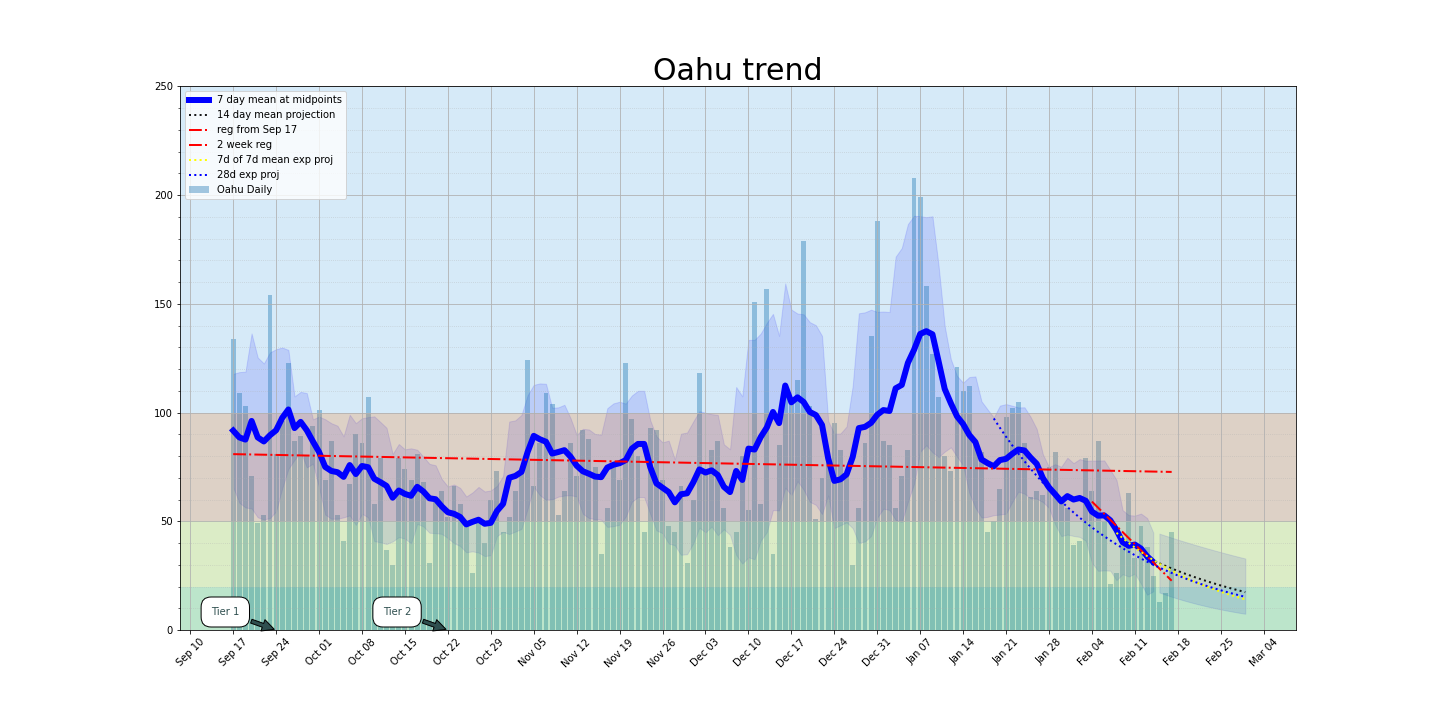 Oahu trend
250
200
150
100
50
0
7 day mean at midpoints
14 day mean projection
reg from Sep 17
2 week reg
7d of 7d mean exp proj
28d exp proj
Oahu Daily
Tier 1
Tier 2
Sep 10
Sep 17
Sep 24
Oct 01
Oct 08
Oct 15
Oct 22
Oct 29
Nov 05
Nov 12
Nov 19
Nov 26
Dec 03
Dec 10
Dec 17
Dec 24
Dec 31
Jan 07
Jan 14
Jan 21
Jan 28
Feb 04
Feb 11
Feb 18
Feb 25
Mar 04